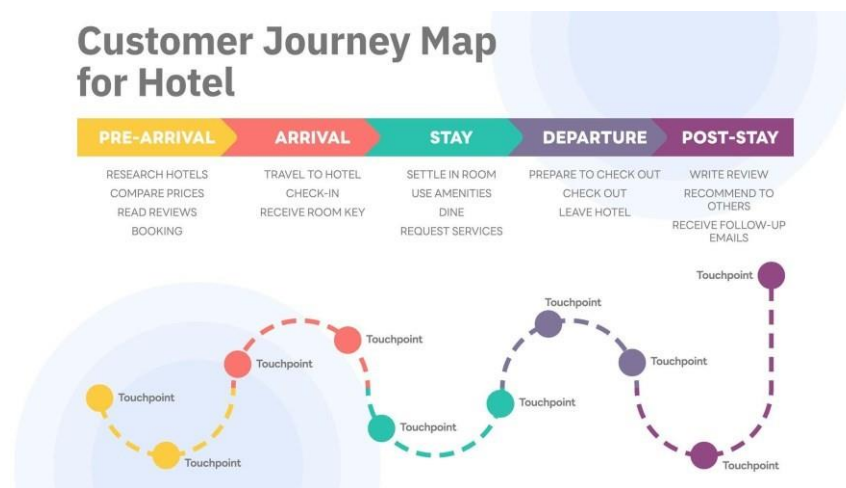 Customer Journey Map
for Hotel
PRE-ARRIVAL
ARRIVAL
STAY
DEPARTURE
POST-STAY
RESEARCH HOTELS
COMPARE PRICES
READ REVIEWS
BOOKING
TRAVEL TO HOTEL
CHECK-IN
RECEIVE ROOM KEY
SETTLE IN ROOM
USE AMENITIES
DINE
REQUEST SERVICES
PREPARE TO CHECK OUT
CHECK OUT
LEAVE HOTEL
WRITE REVIEW
RECOMMEND TO
OTHERS
RECEIVE FOLLOW-UP
EMAILS
Touchpoint
Touchpoint
Touchpoint
Touchpoint
Touchpoint
Touchpoint
Touchpoint
Touchpoint
Touchpoint
Touchpoint